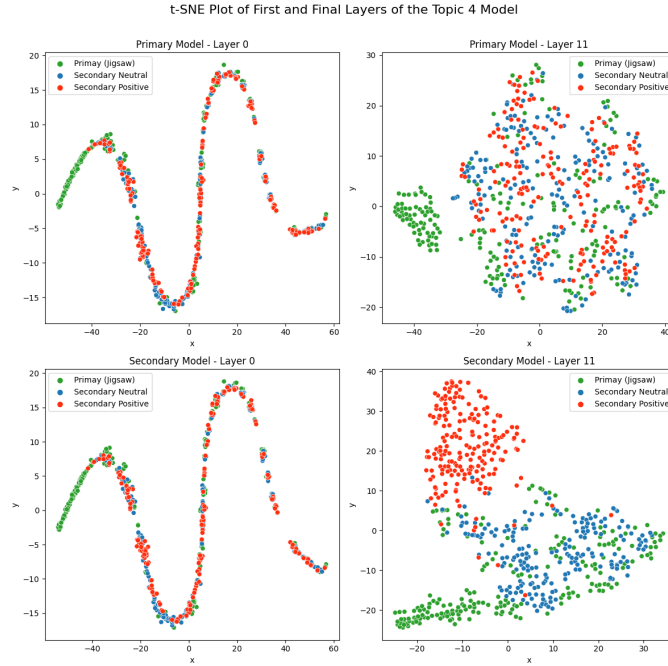 t-SNE Plot of First and Final Layers of the Topic 4 Model
Primary Model - Layer 0
20
15
10
5
0
−5
−10
−15
y
−40
−20
0
20
40
60
x
Primay (Jigsaw)
Secondary Neutral
Secondary Positive
Primary Model - Layer 11
30
20
10
0
−10
−20
y
−40
−20
0
20
40
x
Primay (Jigsaw)
Secondary Neutral
Secondary Positive
Secondary Model - Layer 0
20
15
10
5
0
−5
−10
−15
y
−40
−20
0
20
40
60
x
Primay (Jigsaw)
Secondary Neutral
Secondary Positive
Secondary Model - Layer 11
40
30
20
10
0
−10
−20
y
−20
−10
0
10
20
30
x
Primay (Jigsaw)
Secondary Neutral
Secondary Positive